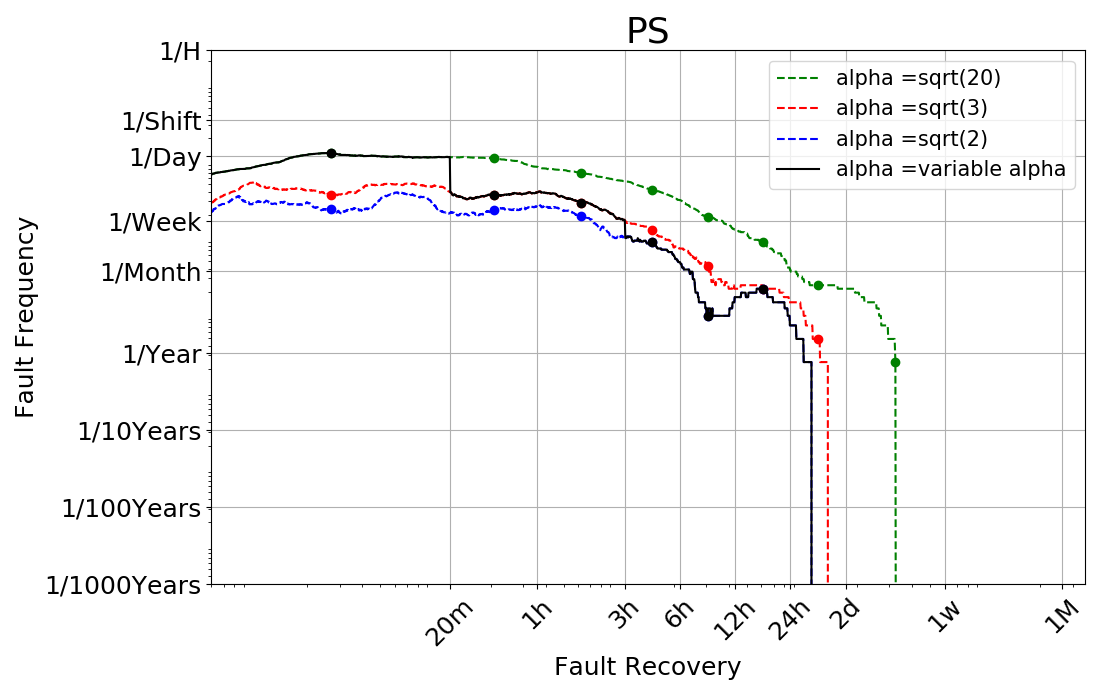 PS
1/H
1/Shift
1/Day
1/Week
1/Month
1/Year
1/10Years
1/100Years
1/1000Years
Fault Frequency
alpha =sqrt(20)
alpha =sqrt(3)
alpha =sqrt(2)
alpha =variable alpha
20m
1h
3h
6h
12h
24h
2d
1w
1M
Fault Recovery